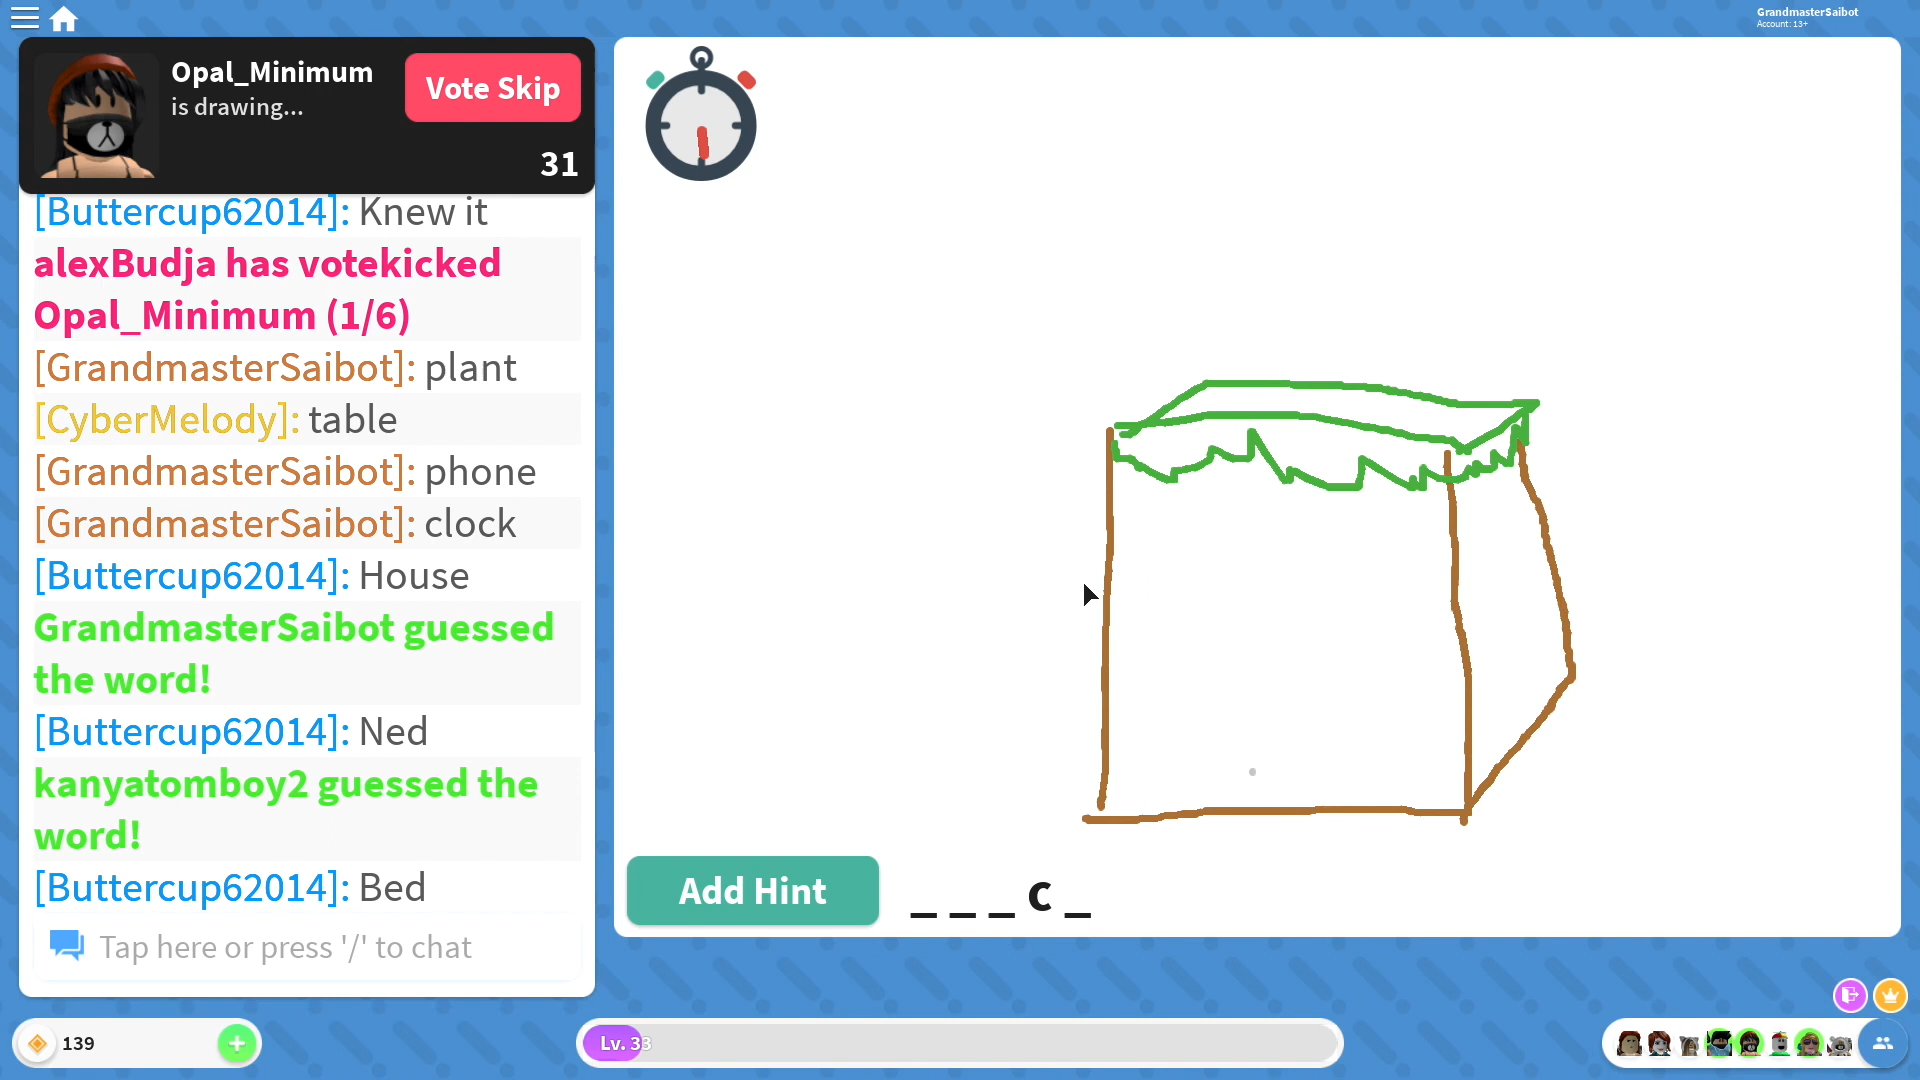 GrandmasterSaibot
Account: 13+
Opal_Minimum
is drawing...
Vote Skip
31
[Buttercup62014]: Knew it
alexBudja has votekicked
Opal_Minimum (1/6)
[GrandmasterSaibot]: plant
[CyberMelody]: table
[GrandmasterSaibot]: phone
[GrandmasterSaibot]: clock
[Buttercup62014]: House
GrandmasterSaibot guessed
the word!
[Buttercup62014]: Ned
kanyatomboy2 guessed the
word!
[Buttercup62014]: Bed
Tap here or press '/' to chat
Add Hint
_ _ _ c _
139
Lv. 33